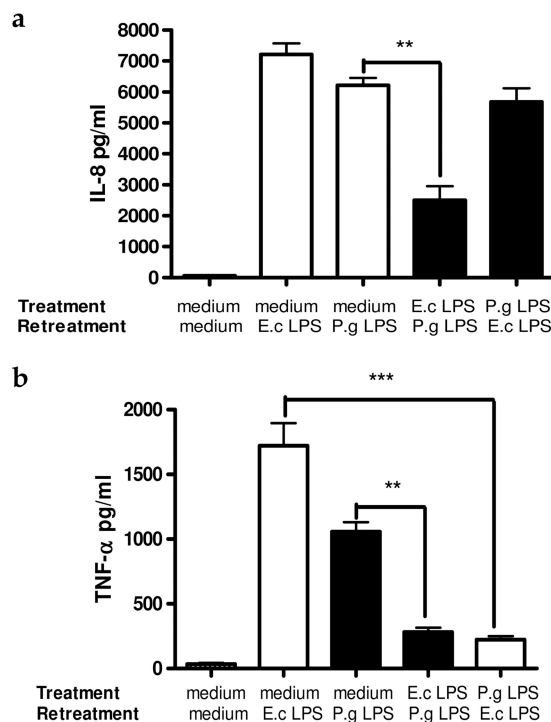 a
8000
7000
6000
5000
4000
3000
2000
1000
0
IL-8 pg/ml
**
Treatment medium medium medium E.c LPS P.g LPS
Retreatment medium E.c LPS P.g LPS P.g LPS E.c LPS
b
2000
1500
1000
500
0
TNF-α pg/ml
***
**
Treatment medium medium medium E.c LPS P.g LPS
Retreatment medium E.c LPS P.g LPS P.g LPS E.c LPS